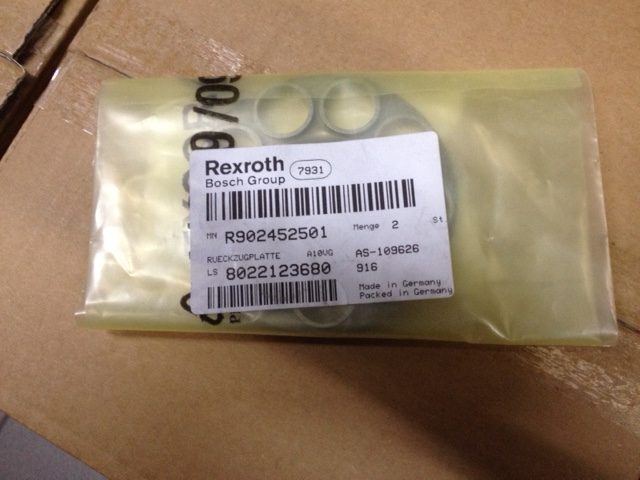 Rexroth
Bosch Group
7931
MN R902452501
Menge 2 St
RUECKZUGPLATTE A10VG
AS-109626
LS 8022123680
916
Made in Germany
Packed in Germany